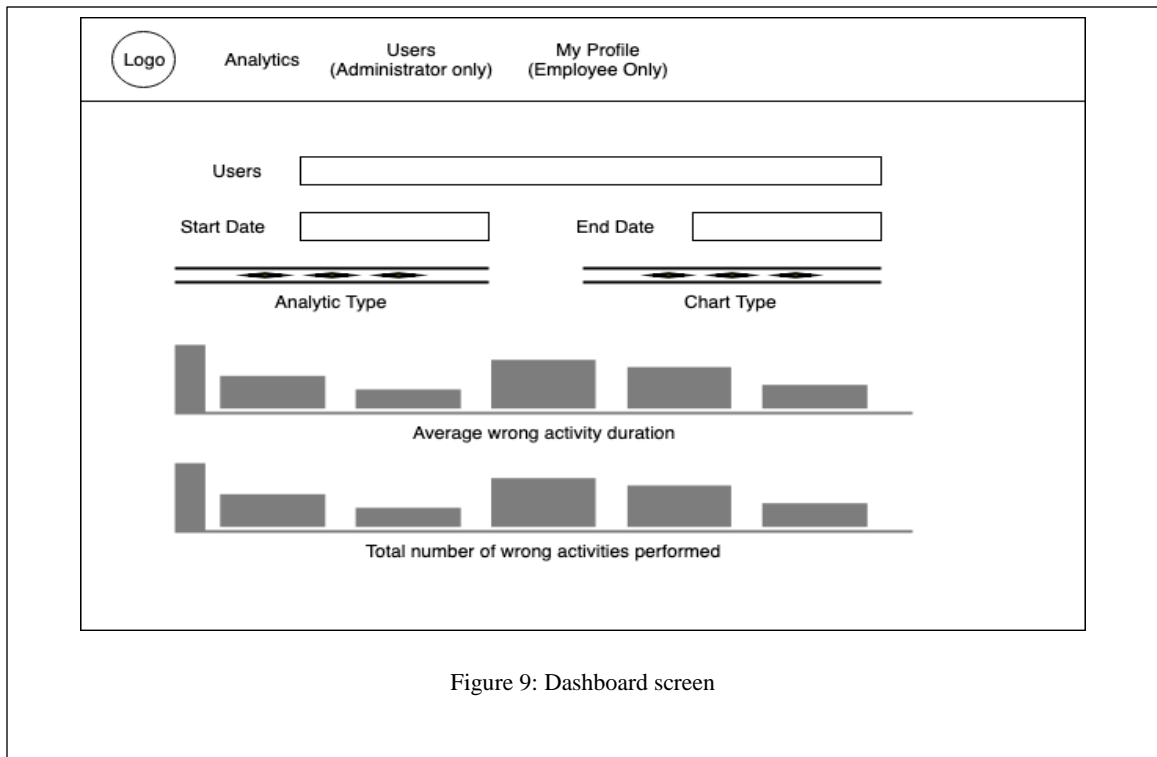 Logo
Analytics
Users
(Administrator only)
My Profile
(Employee Only)
Users
Start Date
End Date
Analytic Type
Chart Type
Average wrong activity duration
Total number of wrong activities performed
Figure 9: Dashboard screen